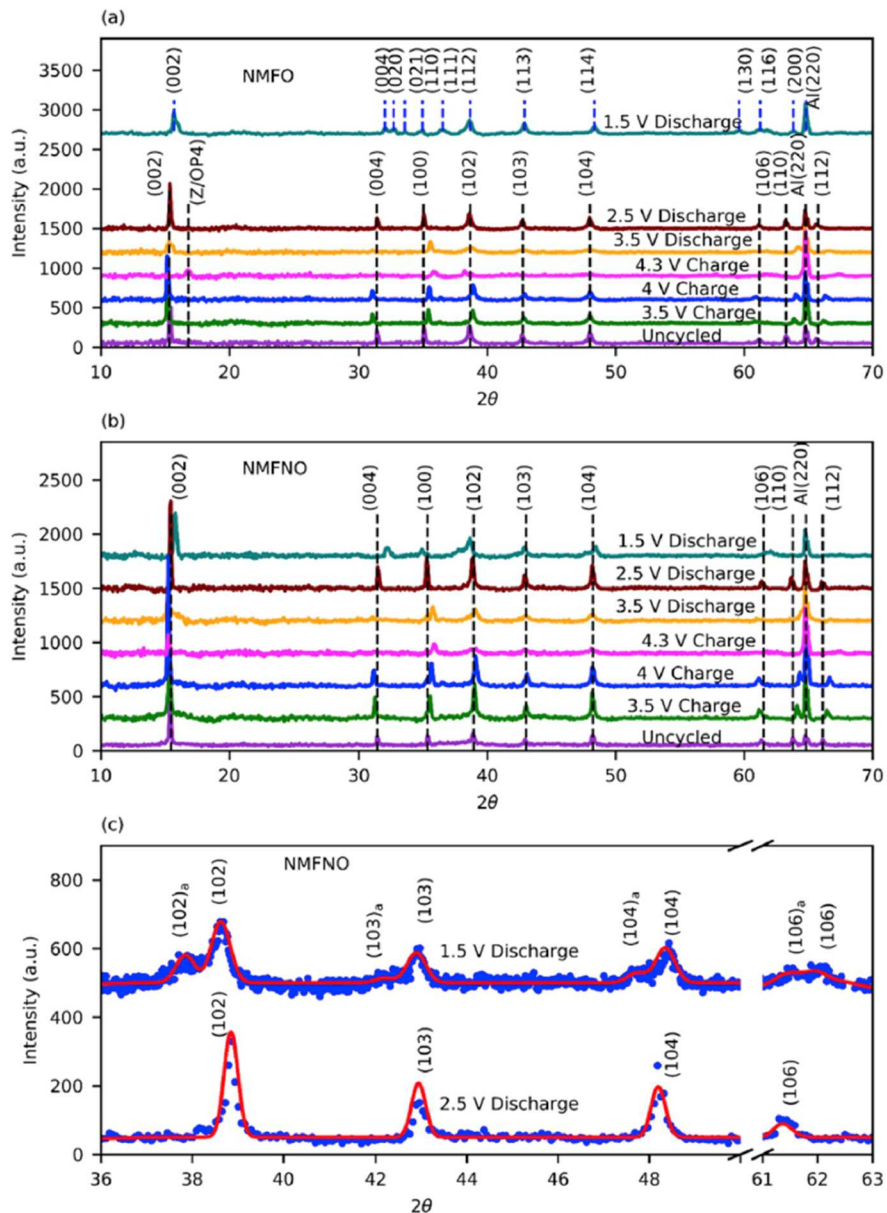 (a)
NMFO
(002)
(004)
(020)
(021)
(110)
(111)
(112)
(113)
(114)
(130)
(116)
(200)
Al(220)
1.5 V Discharge
(002)
(Z/OP4)
(004)
(100)
(102)
(103)
(104)
(106)
(110)
Al(220)
(112)
2.5 V Discharge
3.5 V Discharge
4.3 V Charge
4 V Charge
3.5 V Charge
Uncycled
Intensity (a.u.)
3500
3000
2500
2000
1500
1000
500
0
10 20 30 40 50 60 70
2θ
(b)
NMFNO
(002)
(004)
(100)
(102)
(103)
(104)
(106)
(110)
Al(220)
(112)
1.5 V Discharge
2.5 V Discharge
3.5 V Discharge
4.3 V Charge
4 V Charge
3.5 V Charge
Uncycled
Intensity (a.u.)
2500
2000
1500
1000
500
0
10 20 30 40 50 60 70
2θ
(c)
NMFNO
(102)a
(102)
(103)a
(103)
(104)a
(104)
(106)a
(106)
1.5 V Discharge
(102)
(103)
(104)
(106)
2.5 V Discharge
Intensity (a.u.)
800
600
400
200
0
36 38 40 42 44 46 48 61 62 63
2θ